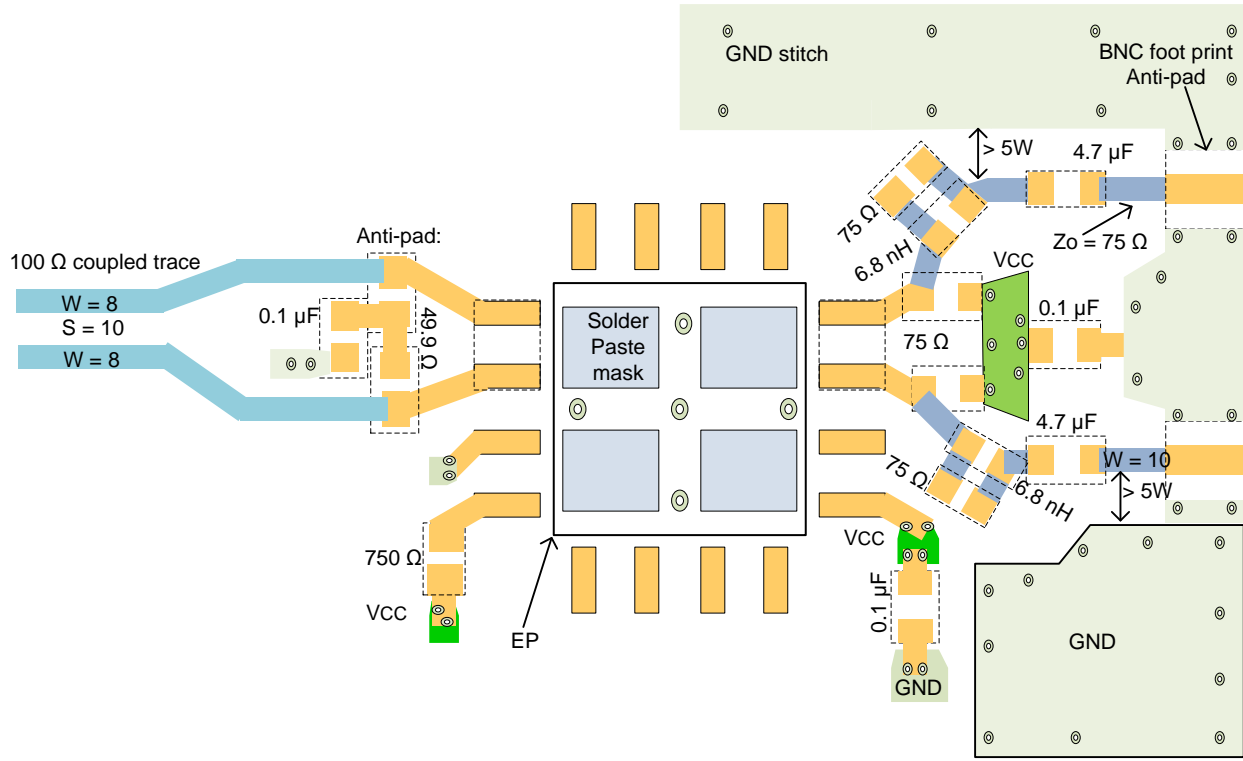 GND stitch
BNC foot print
Anti-pad
> 5W
4.7 µF
75 Ω
6.8 nH
Zo = 75 Ω
Anti-pad:
100 Ω coupled trace
W = 8
S = 10
W = 8
0.1 µF
49.9 Ω
Solder
Paste
mask
VCC
0.1 µF
75 Ω
4.7 µF
W = 10
75 Ω
6.8 nH
> 5W
750 Ω
VCC
EP
VCC
0.1 µF
GND
GND